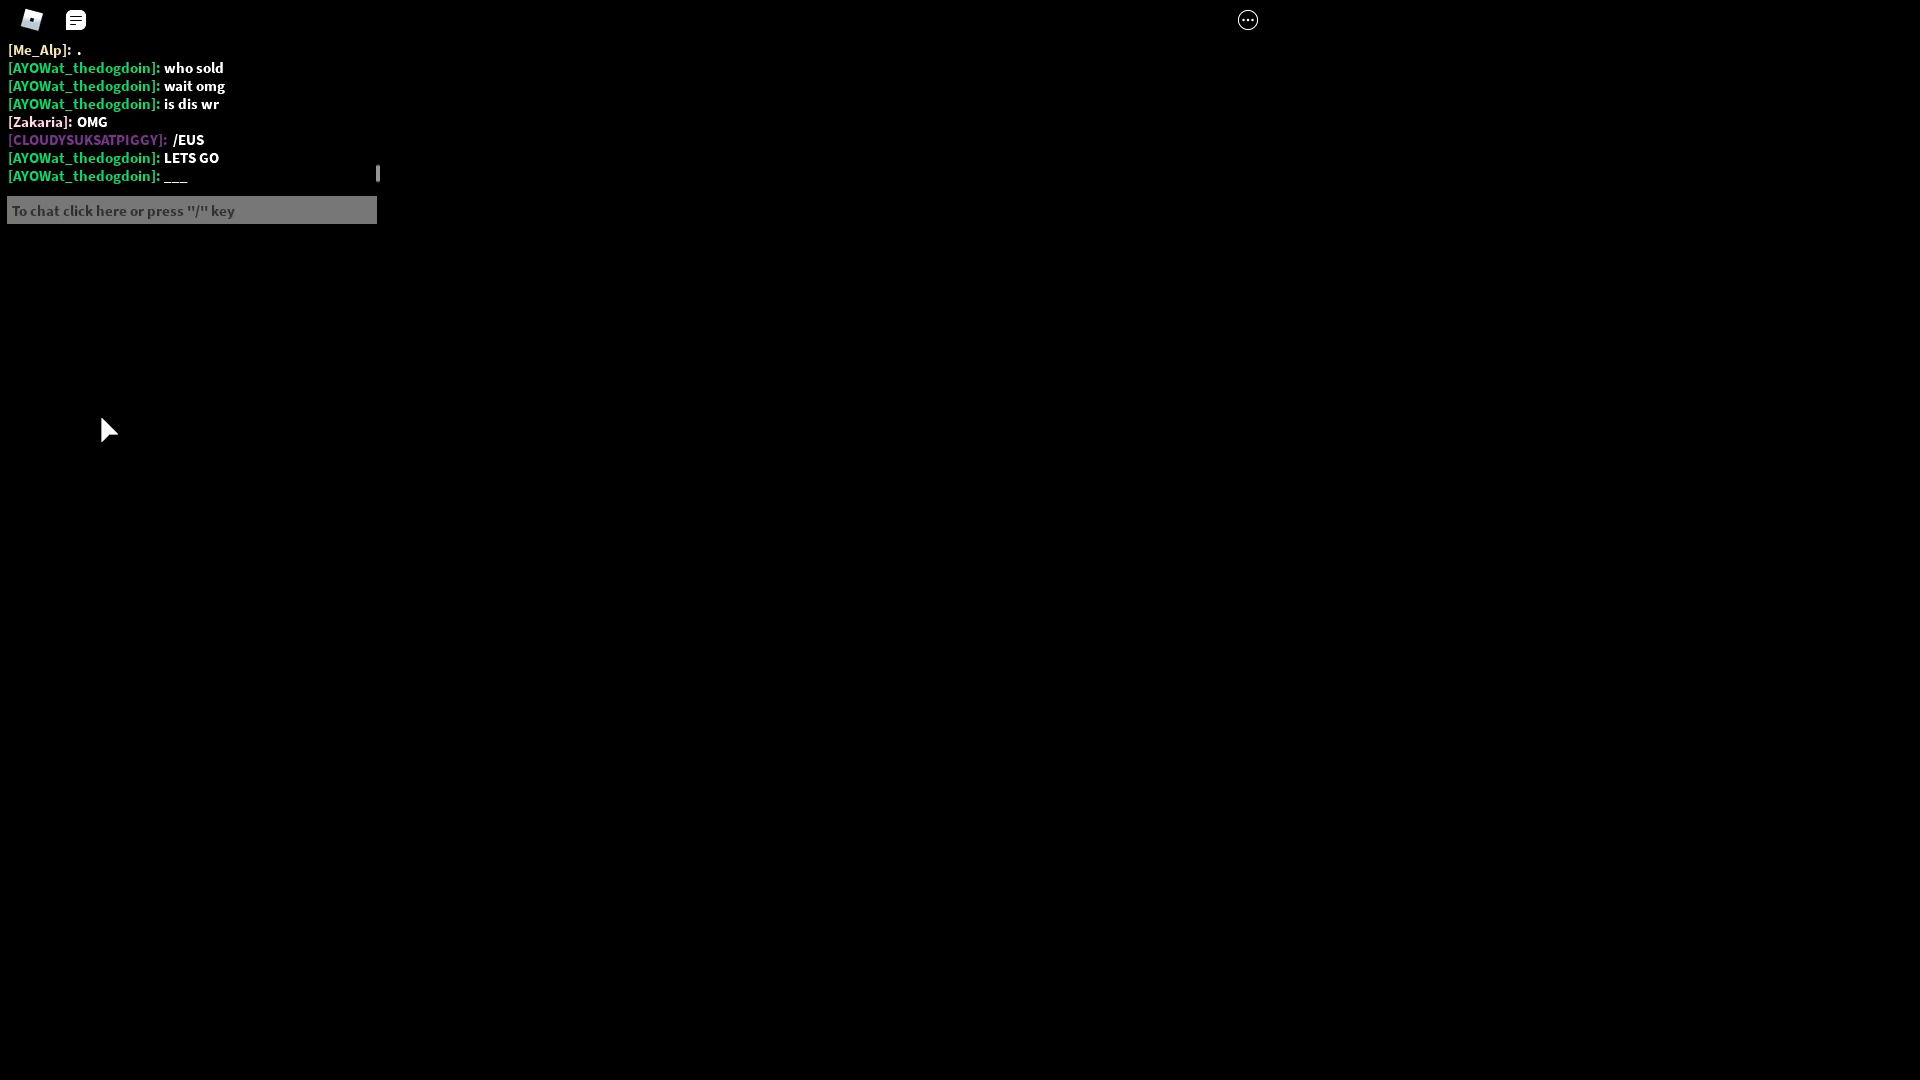 [Me_Alp]: .
[AYOWat_thedogdoin]: who sold
[AYOWat_thedogdoin]: wait omg
[AYOWat_thedogdoin]: is dis wr
[Zakaria]: OMG
[CLOUDYSUKSATPIGGY]: /EUS
[AYOWat_thedogdoin]: LETS GO
[AYOWat_thedogdoin]: ___
To chat click here or press "/" key